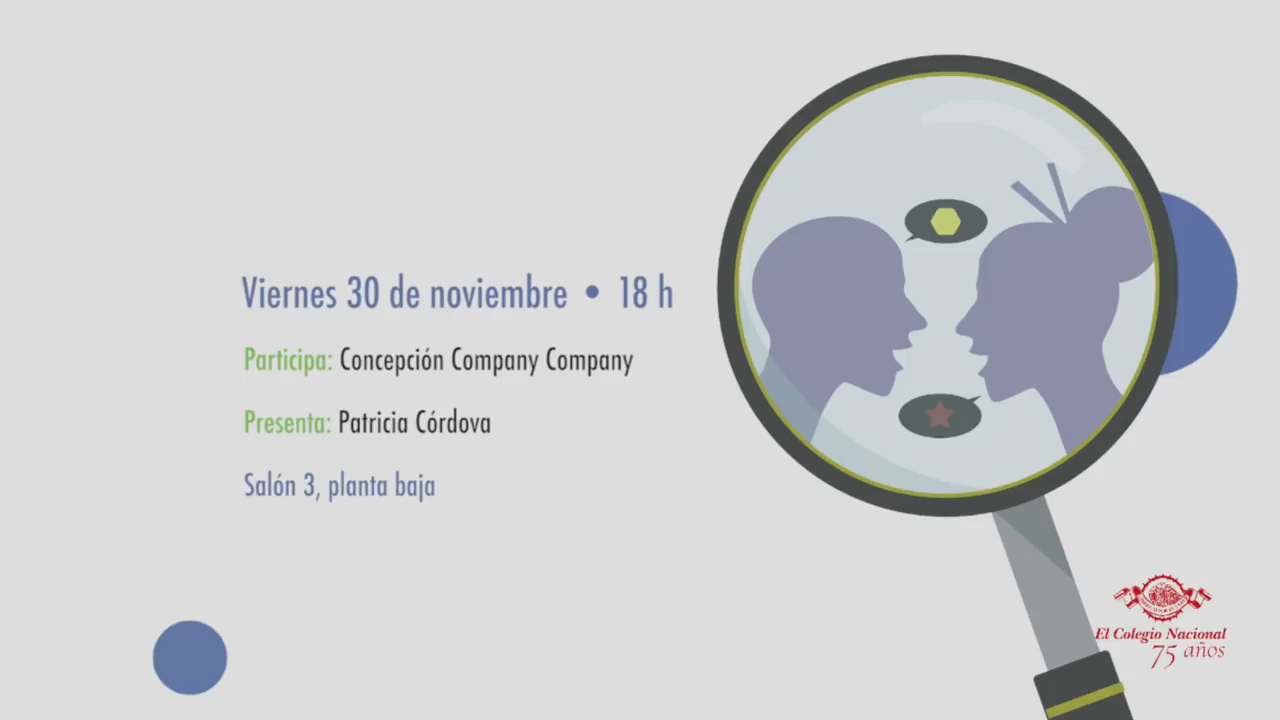 Viernes 30 de noviembre • 18 h
Participa: Concepción Company Company
Presenta: Patricia Córdova
Salón 3, planta baja
El Colegio Nacional
75 años